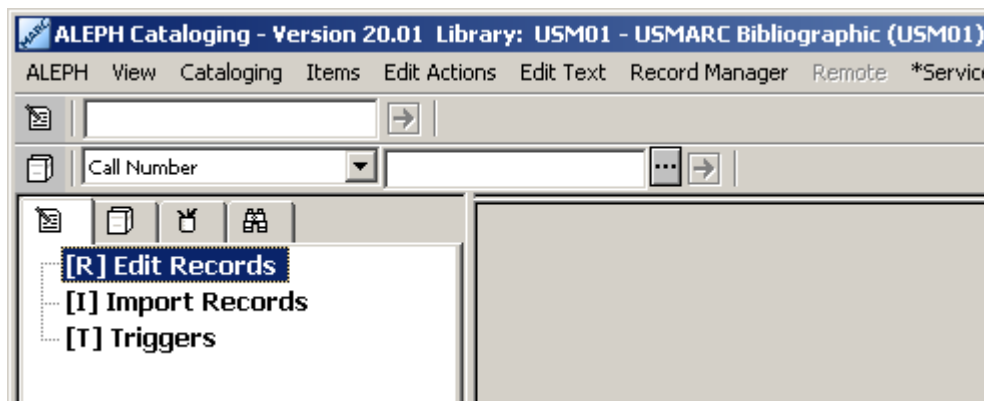 ALEPH Cataloging - Version 20.01 Library: USM01 - USMARC Bibliographic (USM01)
ALEPH View Cataloging Items Edit Actions Edit Text Record Manager Remote *Servic
Call Number
[R] Edit Records
[I] Import Records
[T] Triggers